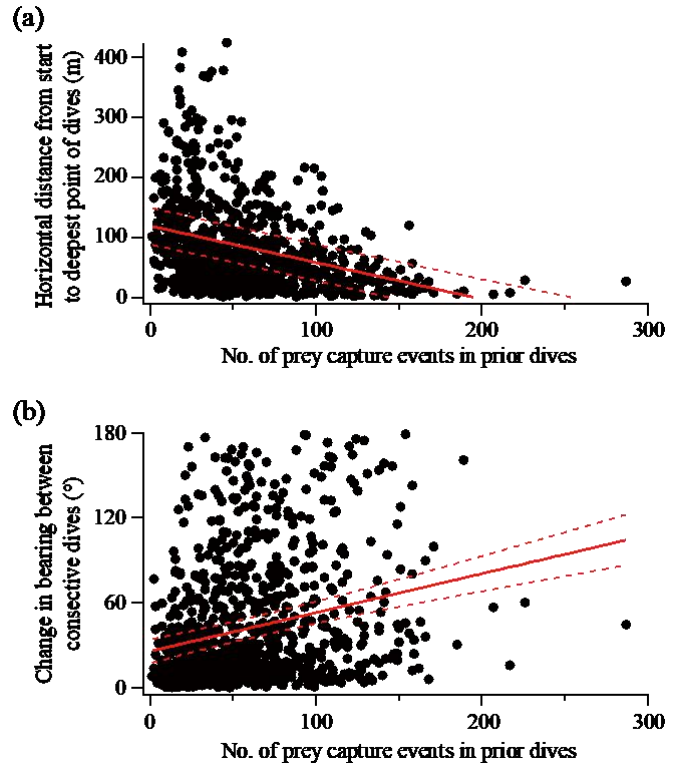 (a)
Horizontal distance from start
to deepest point of dives (m)
400
300
200
100
0
0 100 200 300
No. of prey capture events in prior dives
(b)
Change in bearing between
consective dives (°)
180
120
60
0
0 100 200 300
No. of prey capture events in prior dives